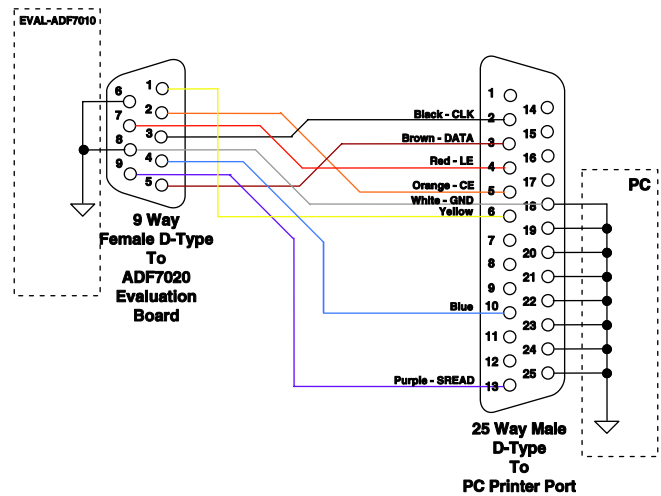 EVAL-ADF7010
6
7
8
9
1
2
3
4
5
9 Way
Female D-Type
To
ADF7020
Evaluation
Board
Black - CLK
Brown - DATA
Red - LE
Orange - CE
White - GND
Yellow
Blue
Purple - SREAD
1
2
3
4
5
6
7
8
9
10
11
12
13
14
15
16
17
18
19
20
21
22
23
24
25
25 Way Male
D-Type
To
PC Printer Port
PC